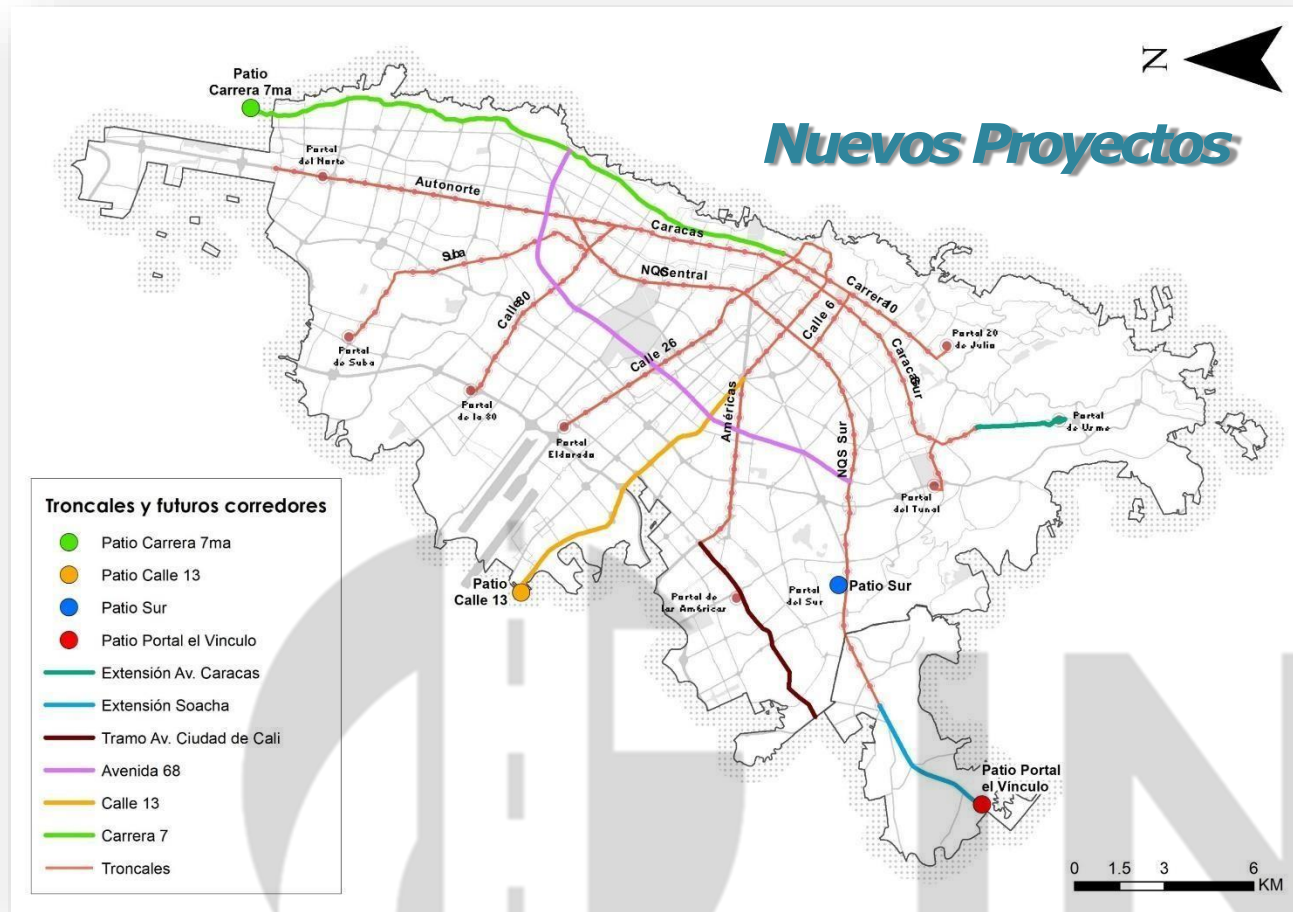 N
Nuevos Proyectos
Patio
Carrera 7ma
Portal
del Norte
Autonorte
Caracas
Suba
NQS Central
Calle 80
Carrera 10
Calle 6
Calle 26
Portal 20
de Julio
Portal
de Suba
Caracas Sur
Portal
de la 80
Américas
Portal
de Usme
Portal
Eldorado
NQS Sur
Portal
del Tunal
Patio
Calle 13
Portal de
las Américas
Portal
del Sur
Patio Sur
Patio Portal
el Vínculo
Troncales y futuros corredores
Patio Carrera 7ma
Patio Calle 13
Patio Sur
Patio Portal el Vinculo
Extensión Av. Caracas
Extensión Soacha
Tramo Av. Ciudad de Cali
Avenida 68
Calle 13
Carrera 7
Troncales
0 1.5 3 6
KM